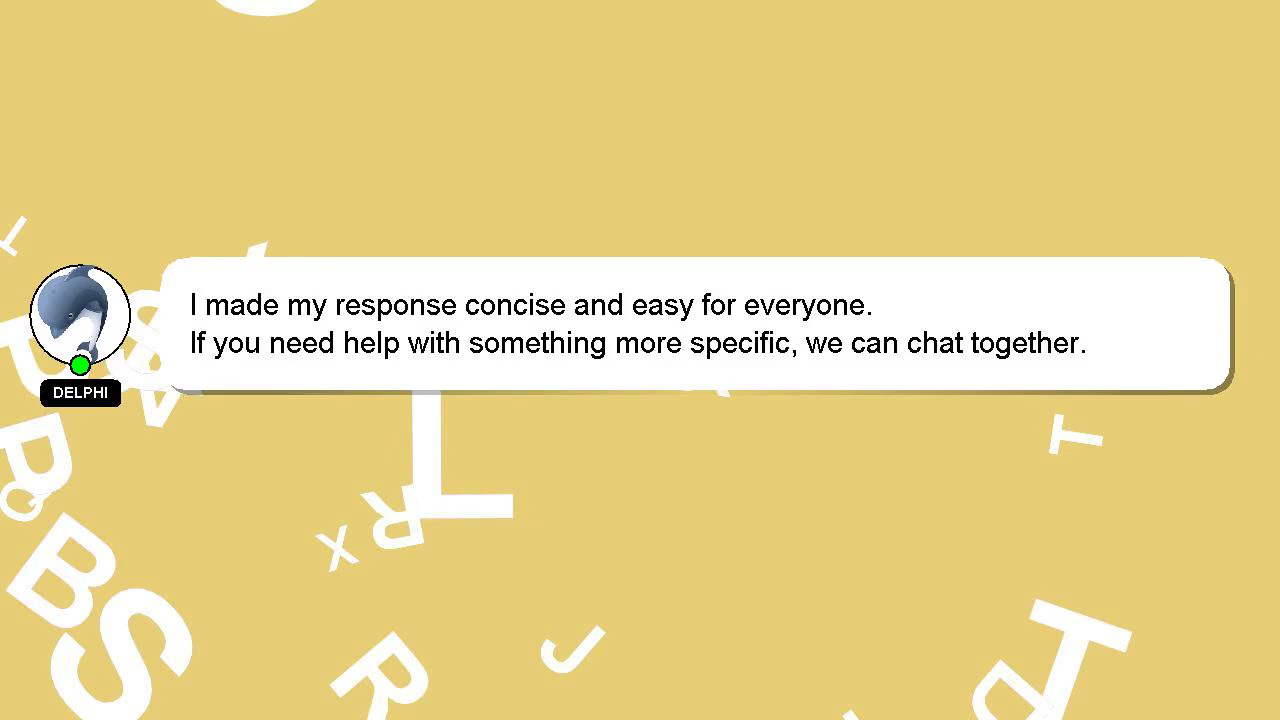 I made my response concise and easy for everyone.
If you need help with something more specific, we can chat together.
DELPHI